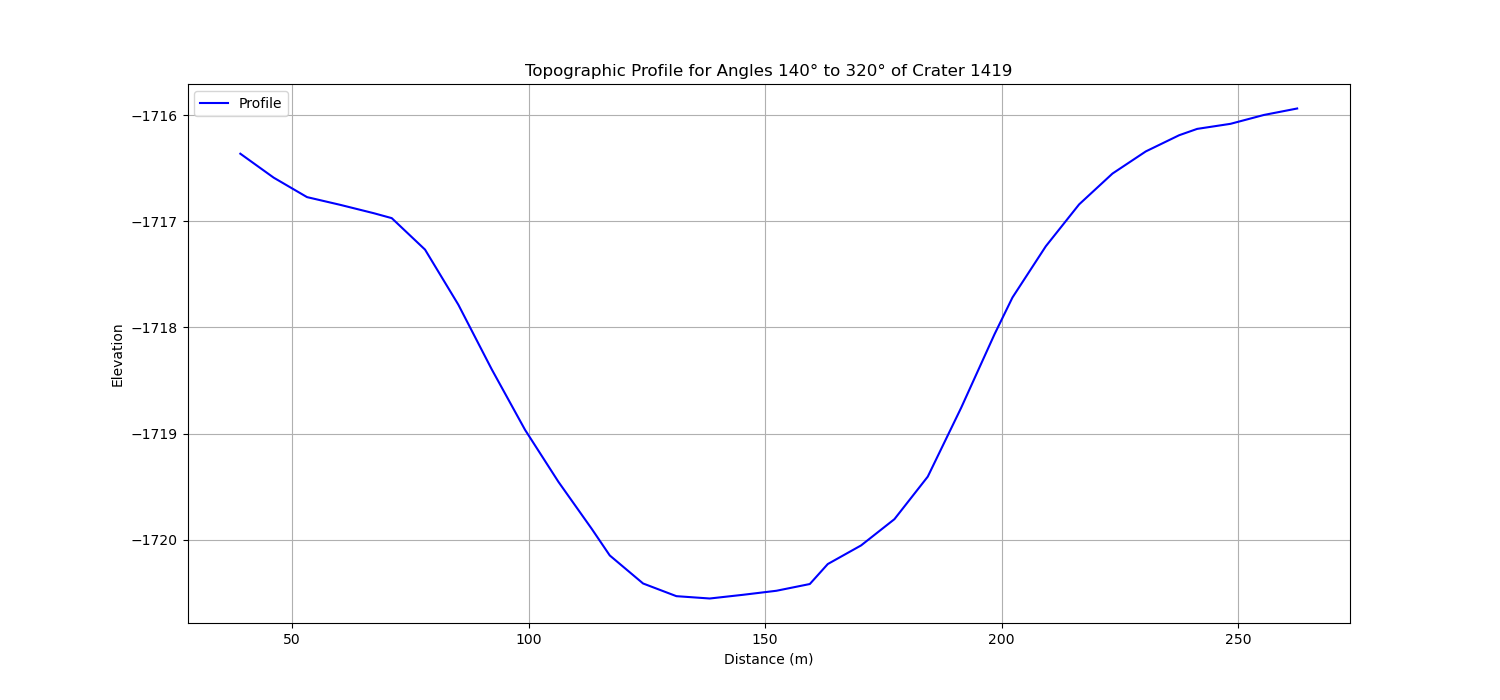 Topographic Profile for Angles 140° to 320° of Crater 1419
Profile
−1716
−1717
−1718
−1719
−1720
Elevation
50 100 150 200 250
Distance (m)